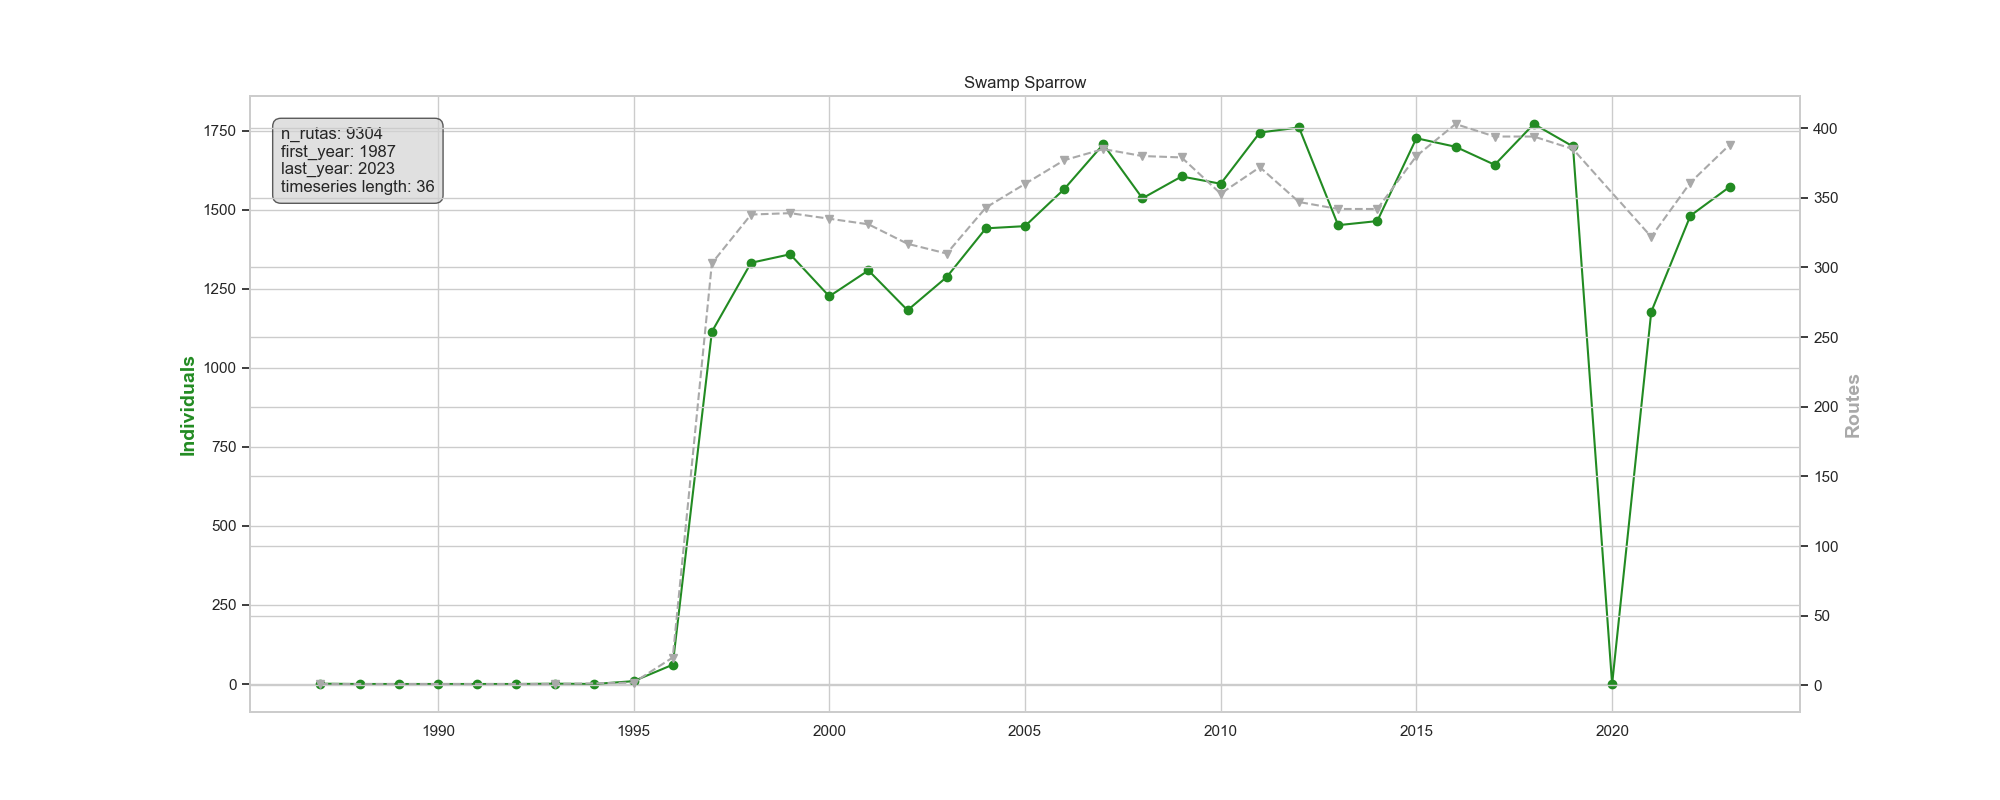 Swamp Sparrow
n_rutas: 9304
first_year: 1987
last_year: 2023
timeseries length: 36
Individuals
1750
1500
1250
1000
750
500
250
0
400
350
300
250
200
150
100
50
0
Routes
1990 1995 2000 2005 2010 2015 2020